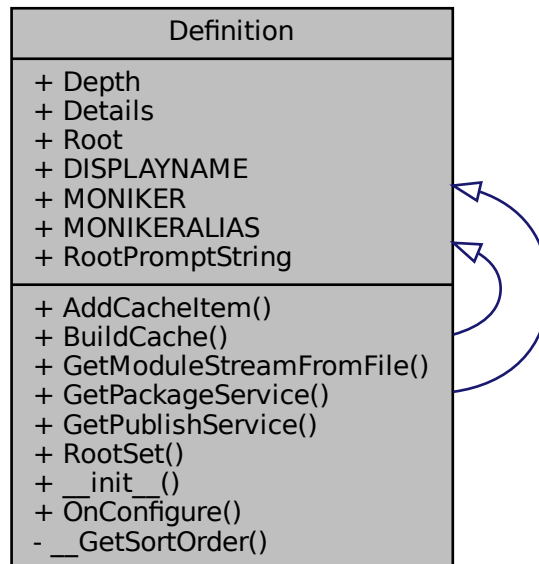 Definition
+ Depth
+ Details
+ Root
+ DISPLAYNAME
+ MONIKER
+ MONIKERALIAS
+ RootPromptString
+ AddCacheItem()
+ BuildCache()
+ GetModuleStreamFromFile()
+ GetPackageService()
+ GetPublishService()
+ RootSet()
+ __init__()
+ OnConfigure()
- __GetSortOrder()